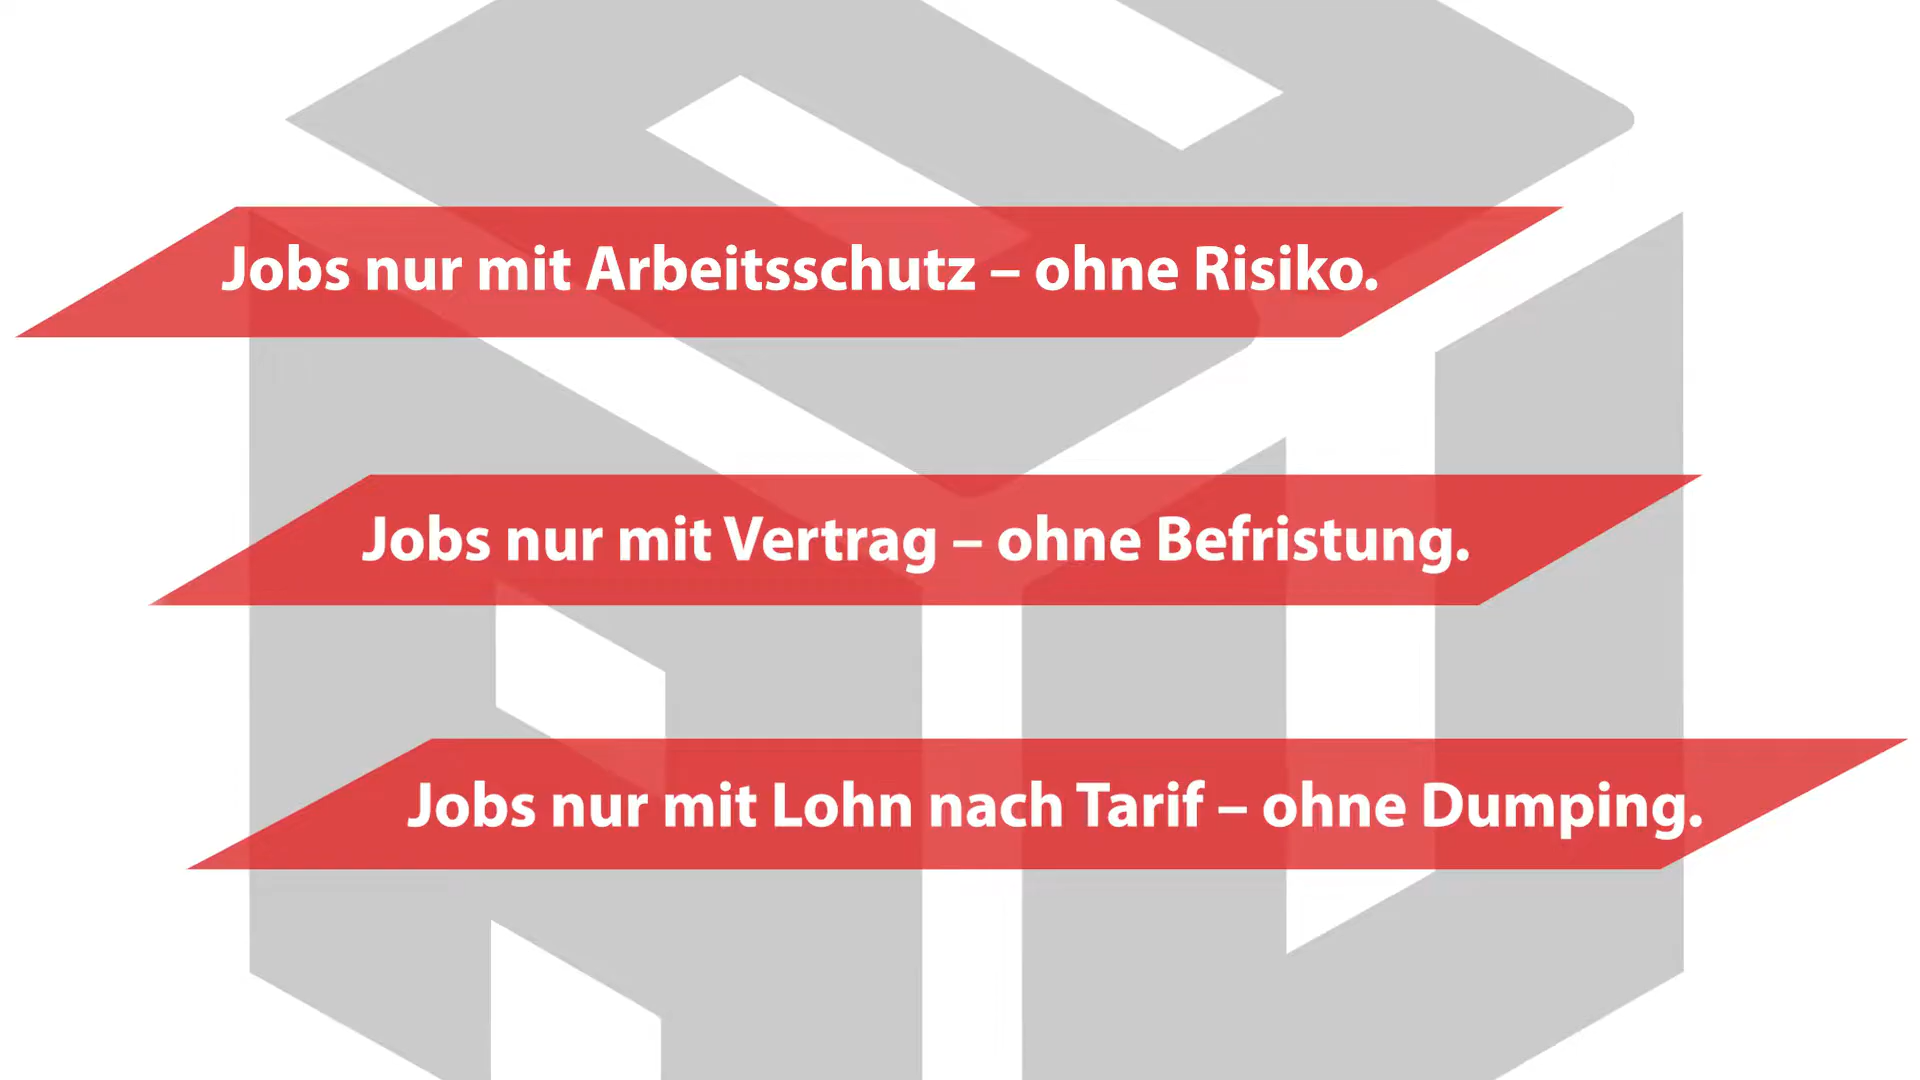 Jobs nur mit Arbeitsschutz – ohne Risiko.
Jobs nur mit Vertrag – ohne Befristung.
Jobs nur mit Lohn nach Tarif – ohne Dumping.